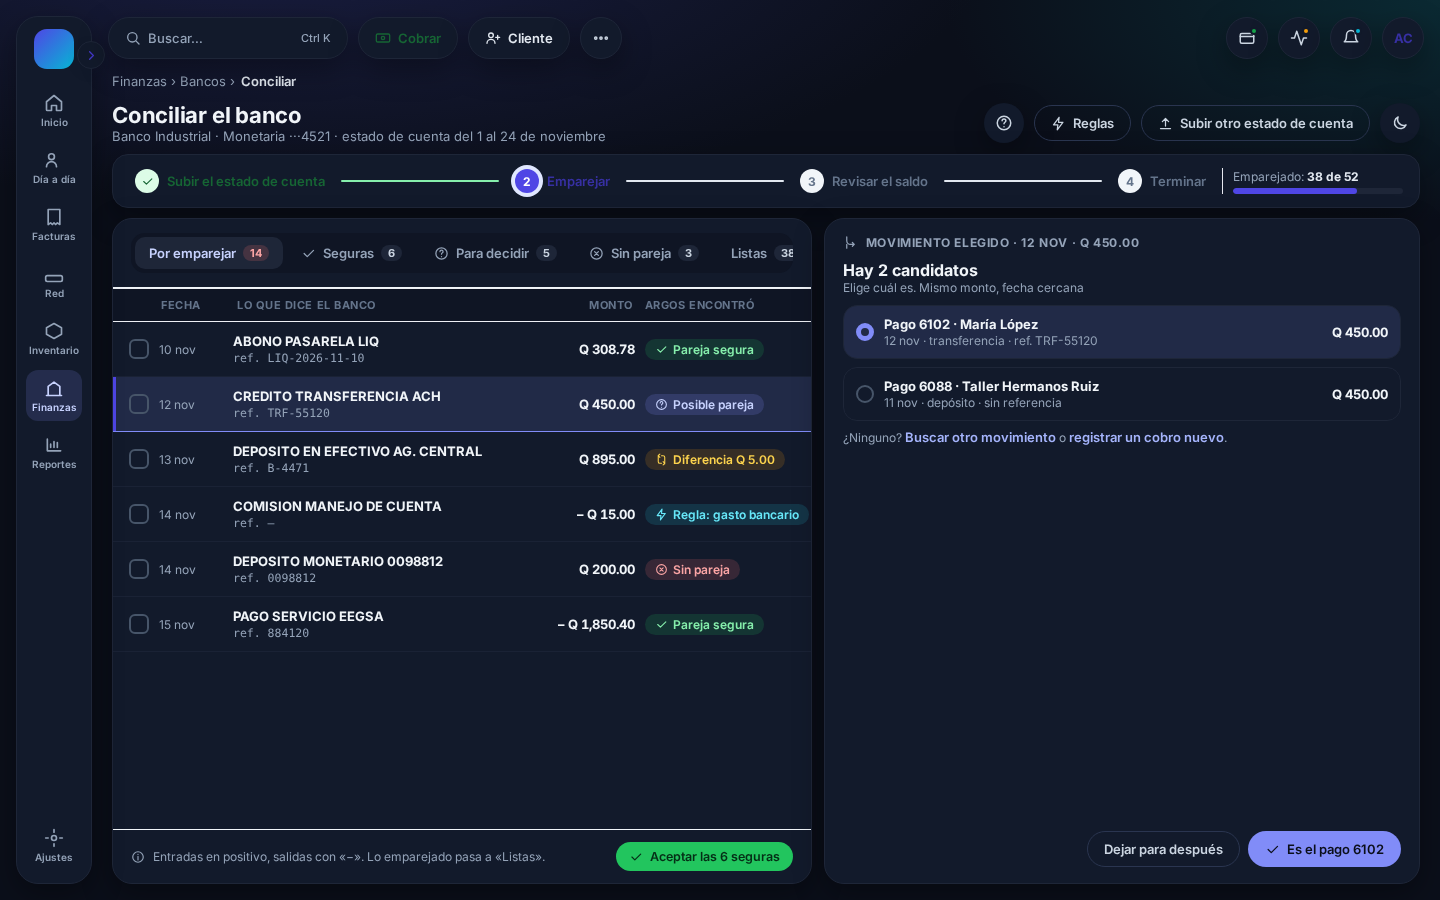 Buscar...
Ctrl K
Cobrar
Cliente
AC
Inicio
Día a día
Facturas
Red
Inventario
Finanzas
Reportes
Ajustes
Finanzas › Bancos › Conciliar
Conciliar el banco
Banco Industrial · Monetaria ···4521 · estado de cuenta del 1 al 24 de noviembre
Reglas
Subir otro estado de cuenta
Subir el estado de cuenta
2 Emparejar
3 Revisar el saldo
4 Terminar
Emparejado: 38 de 52
Por emparejar 14
Seguras 6
Para decidir 5
Sin pareja 3
Listas 38
FECHA LO QUE DICE EL BANCO MONTO ARGOS ENCONTRÓ
10 nov ABONO PASARELA LIQ Q 308.78 Pareja segura
ref. LIQ-2026-11-10
12 nov CREDITO TRANSFERENCIA ACH Q 450.00 Posible pareja
ref. TRF-55120
13 nov DEPOSITO EN EFECTIVO AG. CENTRAL Q 895.00 Diferencia Q 5.00
ref. B-4471
14 nov COMISION MANEJO DE CUENTA − Q 15.00 Regla: gasto bancario
ref. —
14 nov DEPOSITO MONETARIO 0098812 Q 200.00 Sin pareja
ref. 0098812
15 nov PAGO SERVICIO EEGSA − Q 1,850.40 Pareja segura
ref. 884120
Entradas en positivo, salidas con «−». Lo emparejado pasa a «Listas».
Aceptar las 6 seguras
MOVIMIENTO ELEGIDO · 12 NOV · Q 450.00
Hay 2 candidatos
Elige cuál es. Mismo monto, fecha cercana
Pago 6102 · María López Q 450.00
12 nov · transferencia · ref. TRF-55120
Pago 6088 · Taller Hermanos Ruiz Q 450.00
11 nov · depósito · sin referencia
¿Ninguno? Buscar otro movimiento o registrar un cobro nuevo.
Dejar para después
Es el pago 6102